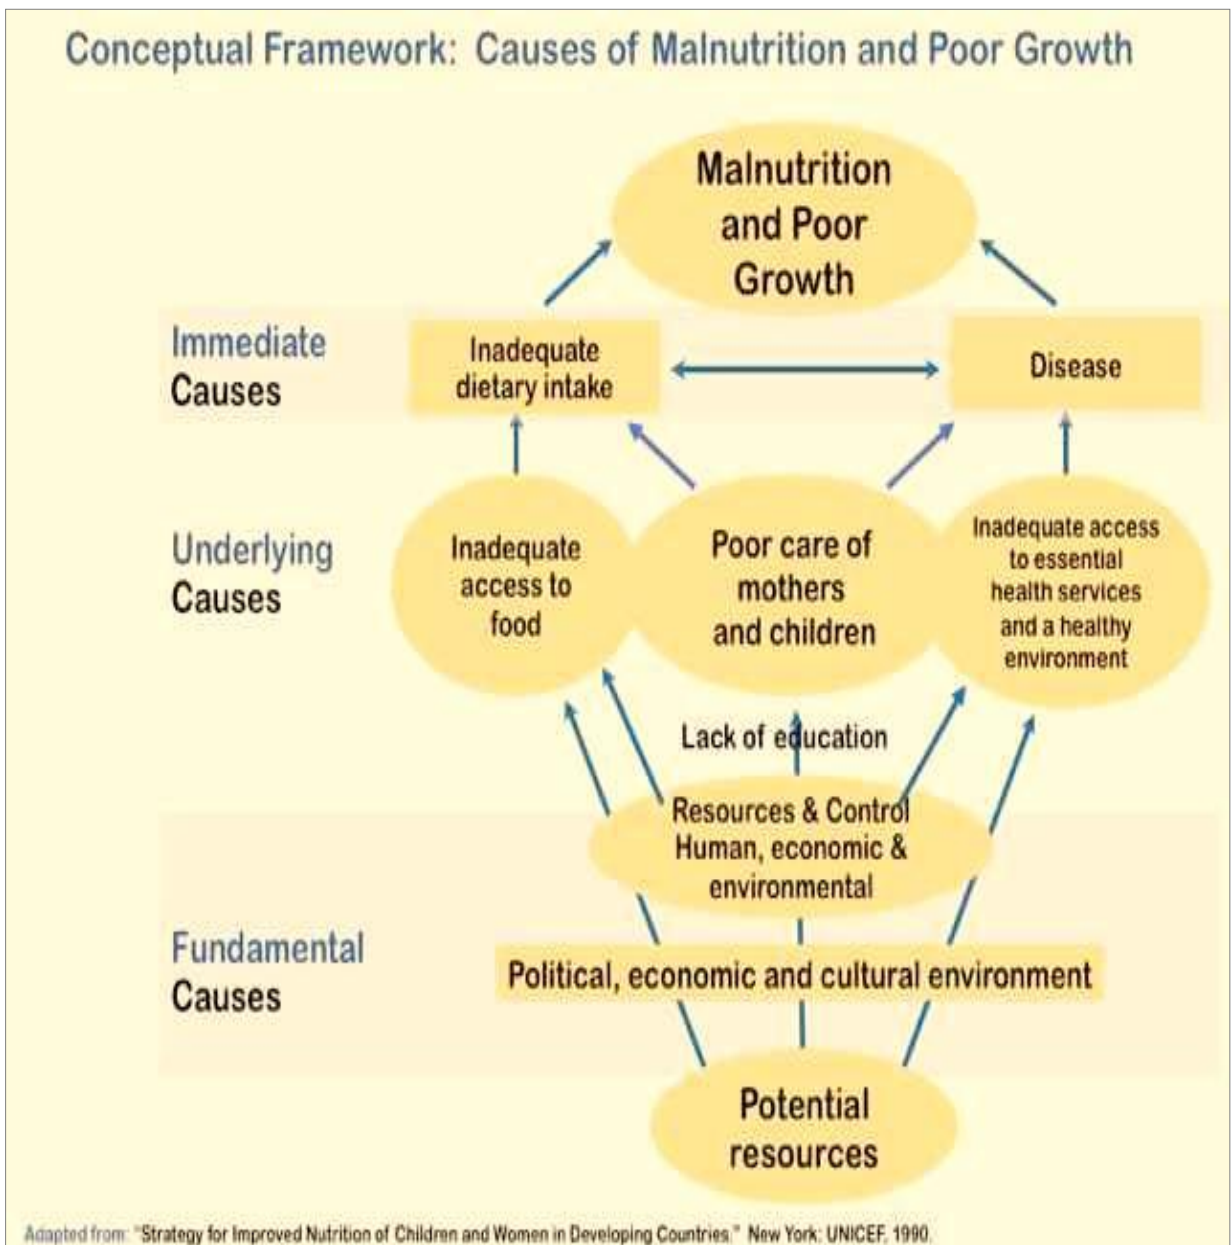 Conceptual Framework: Causes of Malnutrition and Poor Growth
Malnutrition
and Poor
Growth
Immediate
Causes
Inadequate
dietary intake
Disease
Underlying
Causes
Inadequate
access to
food
Poor care of
mothers
and children
Inadequate access
to essential
health services
and a healthy
environment
Lack of education
Resources & Control
Human, economic &
environmental
Fundamental
Causes
Political, economic and cultural environment
Potential
resources
Adapted from: "Strategy for Improved Nutrition of Children and Women in Developing Countries." New York: UNICEF, 1990.